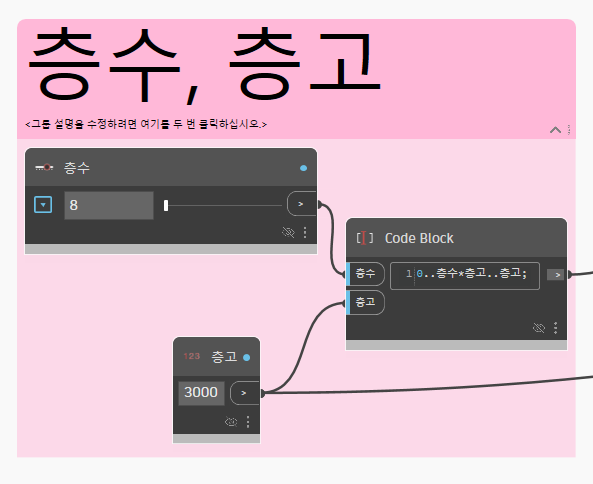 층수, 층고
<그룹 설명을 수정하려면 여기를 두 번 클릭하십시오.>
층수
8
>
Code Block
층수
1 0..층수*층고..층고;
>
층고
123 층고
3000
>